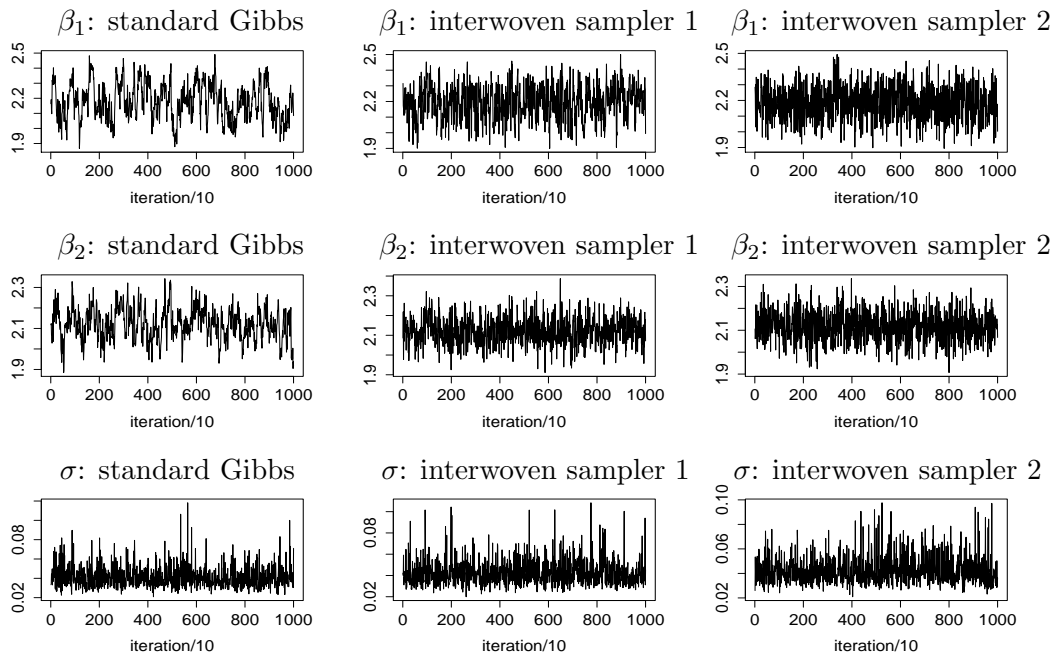 β₁: standard Gibbs
1.9 2.2 2.5
0 200 400 600 800 1000
iteration/10
β₁: interwoven sampler 1
1.9 2.2 2.5
0 200 400 600 800 1000
iteration/10
β₁: interwoven sampler 2
1.9 2.2 2.5
0 200 400 600 800 1000
iteration/10
β₂: standard Gibbs
1.9 2.1 2.3
0 200 400 600 800 1000
iteration/10
β₂: interwoven sampler 1
1.9 2.1 2.3
0 200 400 600 800 1000
iteration/10
β₂: interwoven sampler 2
1.9 2.1 2.3
0 200 400 600 800 1000
iteration/10
σ: standard Gibbs
0.02 0.08
0 200 400 600 800 1000
iteration/10
σ: interwoven sampler 1
0.02 0.08
0 200 400 600 800 1000
iteration/10
σ: interwoven sampler 2
0.02 0.06 0.10
0 200 400 600 800 1000
iteration/10